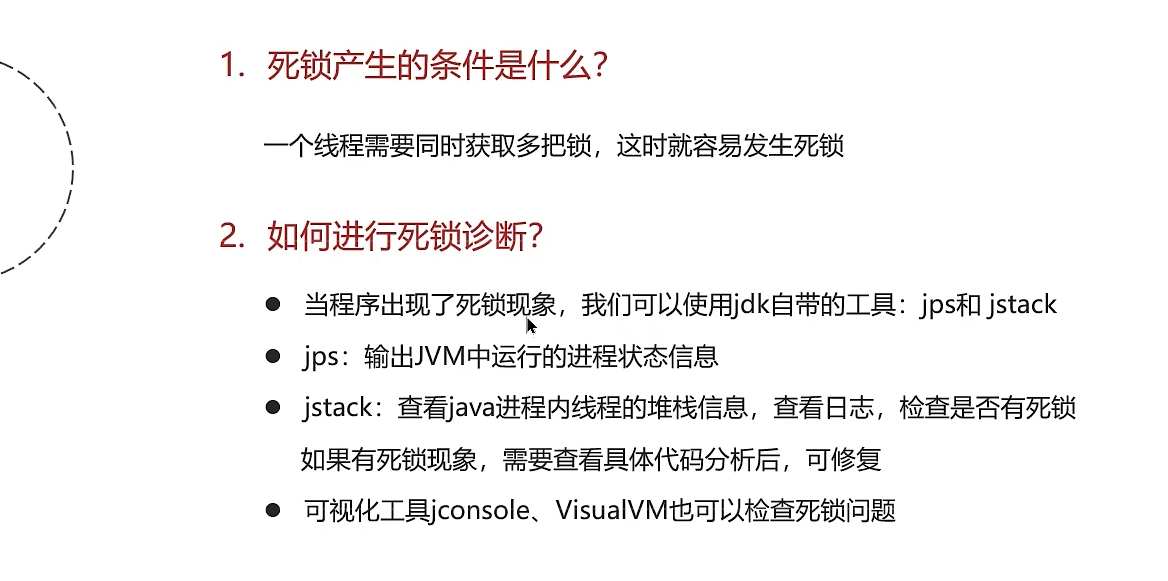 1. 死锁产生的条件是什么？
一个线程需要同时获取多把锁，这时就容易发生死锁
2. 如何进行死锁诊断？
● 当程序出现了死锁现象，我们可以使用jdk自带的工具：jps和 jstack
● jps：输出JVM中运行的进程状态信息
● jstack：查看java进程内线程的堆栈信息，查看日志，检查是否有死锁
如果有死锁现象，需要查看具体代码分析后，可修复
● 可视化工具jconsole、VisualVM也可以检查死锁问题